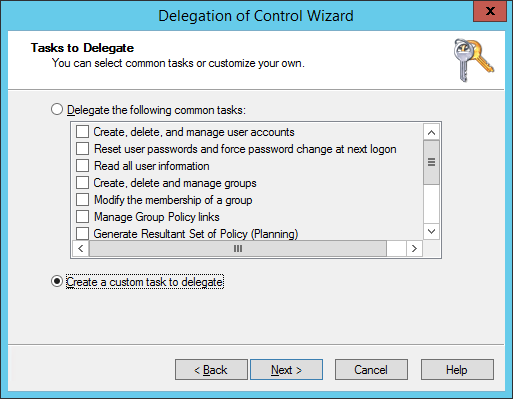 Delegation of Control Wizard
x
Tasks to Delegate
You can select common tasks or customize your own.
Delegate the following common tasks:
Create, delete, and manage user accounts
Reset user passwords and force password change at next logon
Read all user information
Create, delete and manage groups
Modify the membership of a group
Manage Group Policy links
Generate Resultant Set of Policy (Planning)
Create a custom task to delegate
< Back
Next >
Cancel
Help